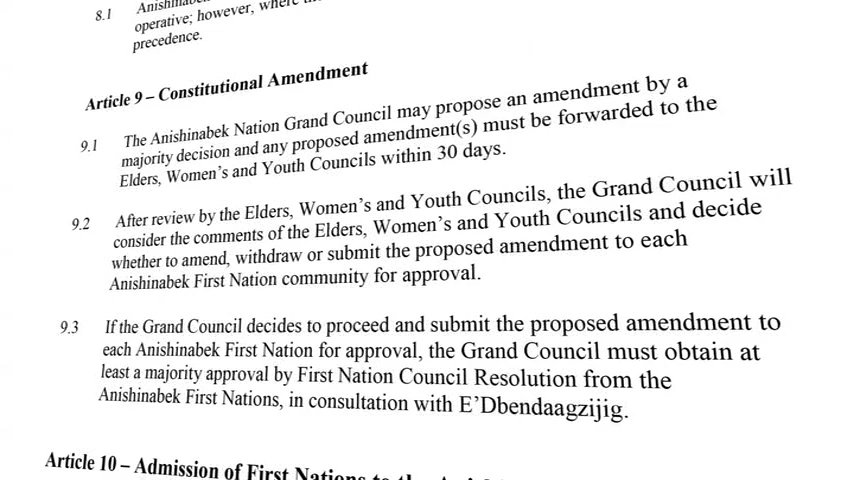 8.1
operative; however, where
precedence.
Article 9 – Constitutional Amendment
9.1 The Anishinabek Nation Grand Council may propose an amendment by a
majority decision and any proposed amendment(s) must be forwarded to the
Elders, Women’s and Youth Councils within 30 days.
9.2 After review by the Elders, Women’s and Youth Councils, the Grand Council will
consider the comments of the Elders, Women’s and Youth Councils and decide
whether to amend, withdraw or submit the proposed amendment to each
Anishinabek First Nation community for approval.
9.3 If the Grand Council decides to proceed and submit the proposed amendment to
each Anishinabek First Nation for approval, the Grand Council must obtain at
least a majority approval by First Nation Council Resolution from the
Anishinabek First Nations, in consultation with E’Dbendaagzijig.
Article 10 – Admission of First Nations to the